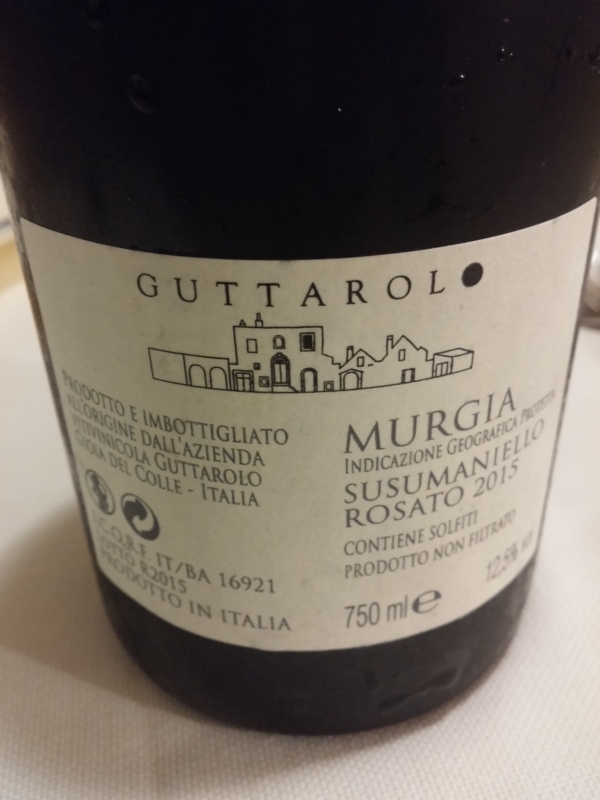 GUTTAROLO
PRODOTTO E IMBOTTIGLIATO
ALL'ORIGINE DALL'AZIENDA
VITIVINICOLA GUTTAROLO
GIOIA DEL COLLE - ITALIA
I.C.Q.R.F. IT/BA 16921
LOTTO R2015
PRODOTTO IN ITALIA
MURGIA
INDICAZIONE GEOGRAFICA PROTETTA
SUSUMANIELLO
ROSATO 2015
CONTIENE SOLFITI
PRODOTTO NON FILTRATO
12,5% vol
750 ml e